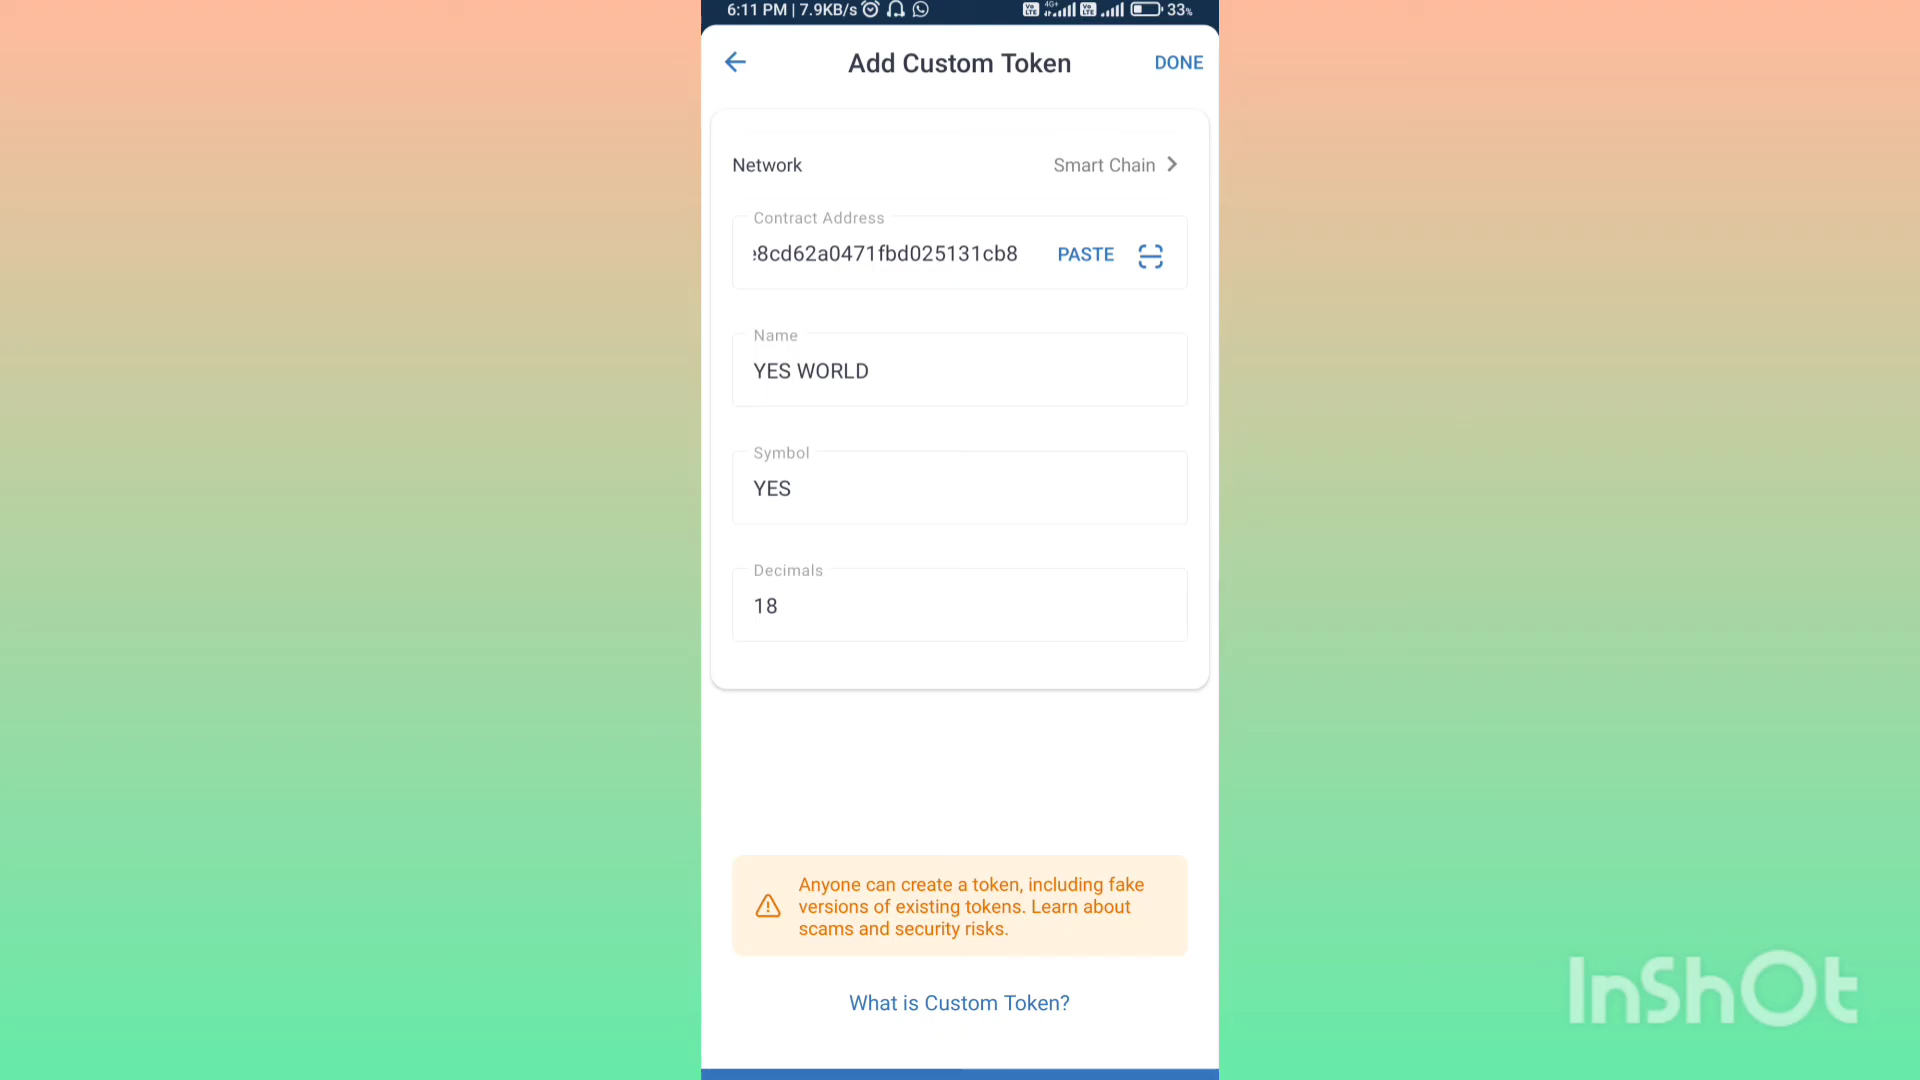 6:11 PM | 7.9KB/s 4G+ 33%
Add Custom Token DONE
Network Smart Chain
Contract Address
e8cd62a0471fbd025131cb8 PASTE
Name
YES WORLD
Symbol
YES
Decimals
18
Anyone can create a token, including fake
versions of existing tokens. Learn about
scams and security risks.
What is Custom Token?
InShOt